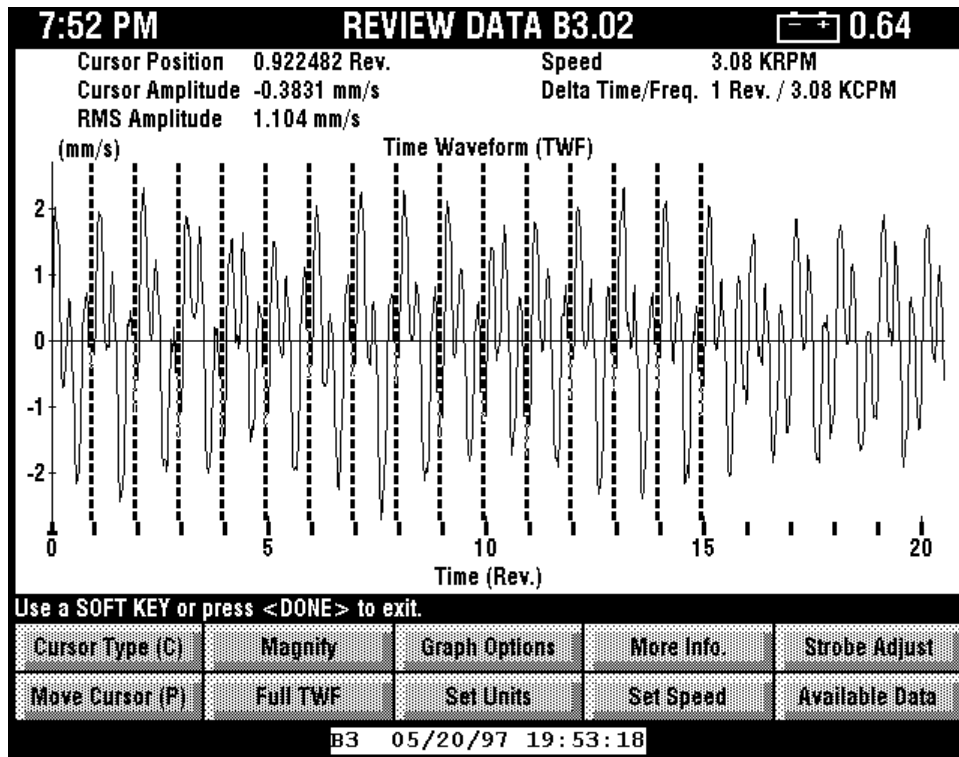 7:52 PM REVIEW DATA B3.02 - + 0.64
Cursor Position 0.922482 Rev. Speed 3.08 KRPM
Cursor Amplitude -0.3831 mm/s Delta Time/Freq. 1 Rev. / 3.08 KCPM
RMS Amplitude 1.104 mm/s
(mm/s) Time Waveform (TWF)
2
1
0
-1
-2
0 5 10 15 20
Time (Rev.)
Use a SOFT KEY or press <DONE> to exit.
Cursor Type (C) Magnify Graph Options More Info. Strobe Adjust
Move Cursor (P) Full TWF Set Units Set Speed Available Data
B3 05/20/97 19:53:18